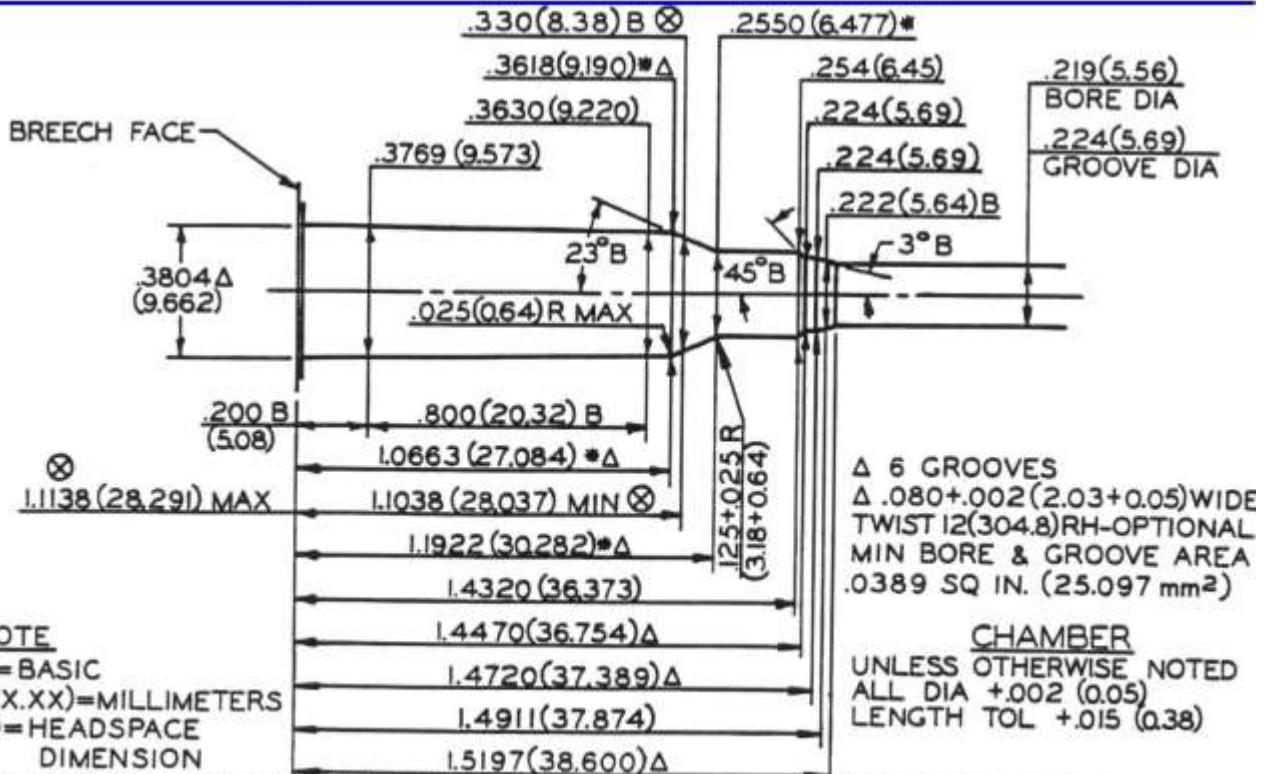 .330(8.38) B ⊗
.2550(6.477)*
.3618(9.190)*Δ
.254(6.45)
.219(5.56)
BORE DIA
.3630(9.220)
.224(5.69)
BREECH FACE
.3769(9.573)
.224(5.69)
.224(5.69)
GROOVE DIA
.222(5.64)B
23°B
3°B
.3804Δ
(9.662)
45°B
.025(0.64)R MAX
.200 B
(5.08)
.800(20.32) B
1.0663(27.084)*Δ
⊗
1.1138(28.291) MAX
1.1038(28.037) MIN ⊗
.125+.025 R
(3.18+0.64)
1.1922(30.282)*Δ
1.4320(36.373)
1.4470(36.754)Δ
1.4720(37.389)Δ
1.4911(37.874)
1.5197(38.600)Δ
Δ 6 GROOVES
Δ .080+.002(2.03+0.05)WIDE
TWIST 12(304.8)RH-OPTIONAL
MIN BORE & GROOVE AREA
.0389 SQ IN. (25.097 mm²)
CHAMBER
UNLESS OTHERWISE NOTED
ALL DIA +.002 (0.05)
LENGTH TOL +.015 (0.38)
OTE
= BASIC
X.XX)=MILLIMETERS
)=HEADSPACE
DIMENSION